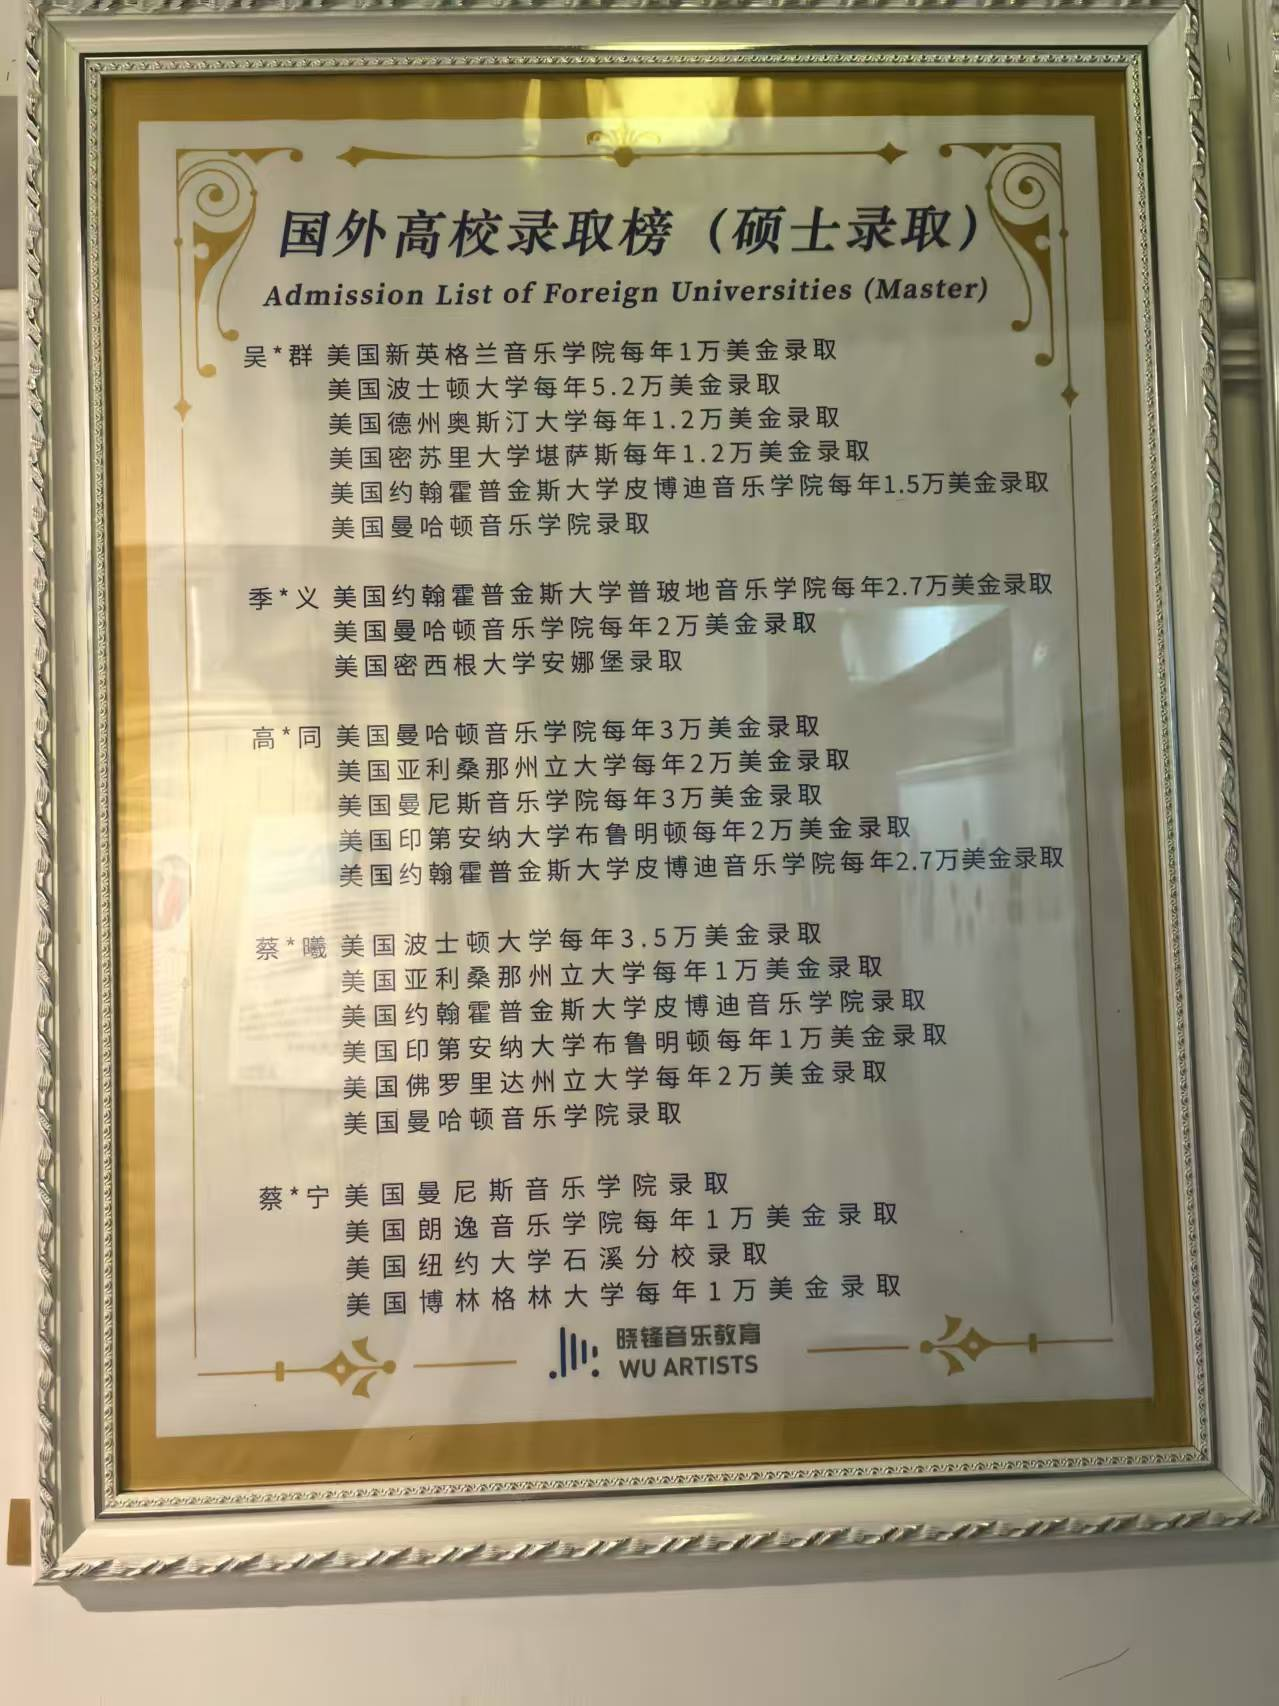 国外高校录取榜（硕士录取）
Admission List of Foreign Universities (Master)
吴*群 美国新英格兰音乐学院每年1万美金录取
美国波士顿大学每年5.2万美金录取
美国德州奥斯汀大学每年1.2万美金录取
美国密苏里大学堪萨斯每年1.2万美金录取
美国约翰霍普金斯大学皮博迪音乐学院每年1.5万美金录取
美国曼哈顿音乐学院录取
季*义 美国约翰霍普金斯大学普玻地音乐学院每年2.7万美金录取
美国曼哈顿音乐学院每年2万美金录取
美国密西根大学安娜堡录取
高*同 美国曼哈顿音乐学院每年3万美金录取
美国亚利桑那州立大学每年2万美金录取
美国曼尼斯音乐学院每年3万美金录取
美国印第安纳大学布鲁明顿每年2万美金录取
美国约翰霍普金斯大学皮博迪音乐学院每年2.7万美金录取
蔡*曦 美国波士顿大学每年3.5万美金录取
美国亚利桑那州立大学每年1万美金录取
美国约翰霍普金斯大学皮博迪音乐学院录取
美国印第安纳大学布鲁明顿每年1万美金录取
美国佛罗里达州立大学每年2万美金录取
美国曼哈顿音乐学院录取
蔡*宁 美国曼尼斯音乐学院录取
美国朗逸音乐学院每年1万美金录取
美国纽约大学石溪分校录取
美国博林格林大学每年1万美金录取
晓锋音乐教育
WU ARTISTS